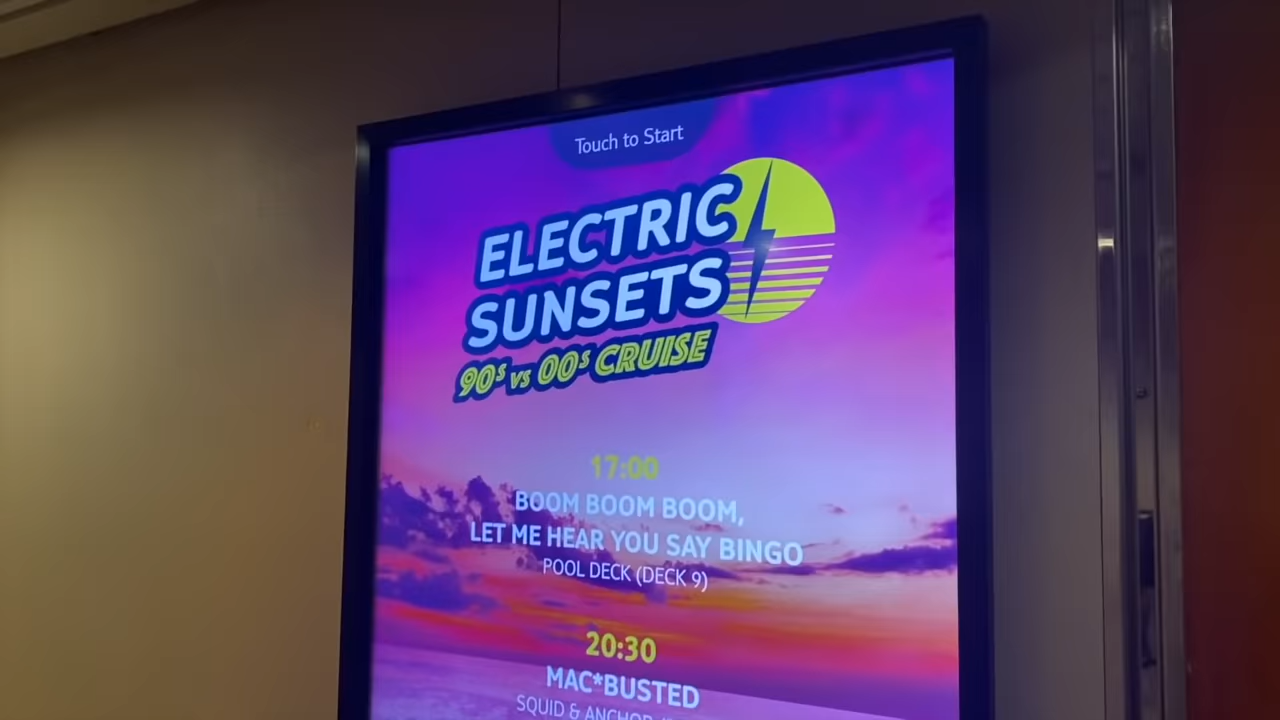 Touch to Start
ELECTRIC
SUNSETS
90s vs 00s CRUISE
17:00
BOOM BOOM BOOM,
LET ME HEAR YOU SAY BINGO
POOL DECK (DECK 9)
20:30
MAC*BUSTED
SQUID & ANCHOR